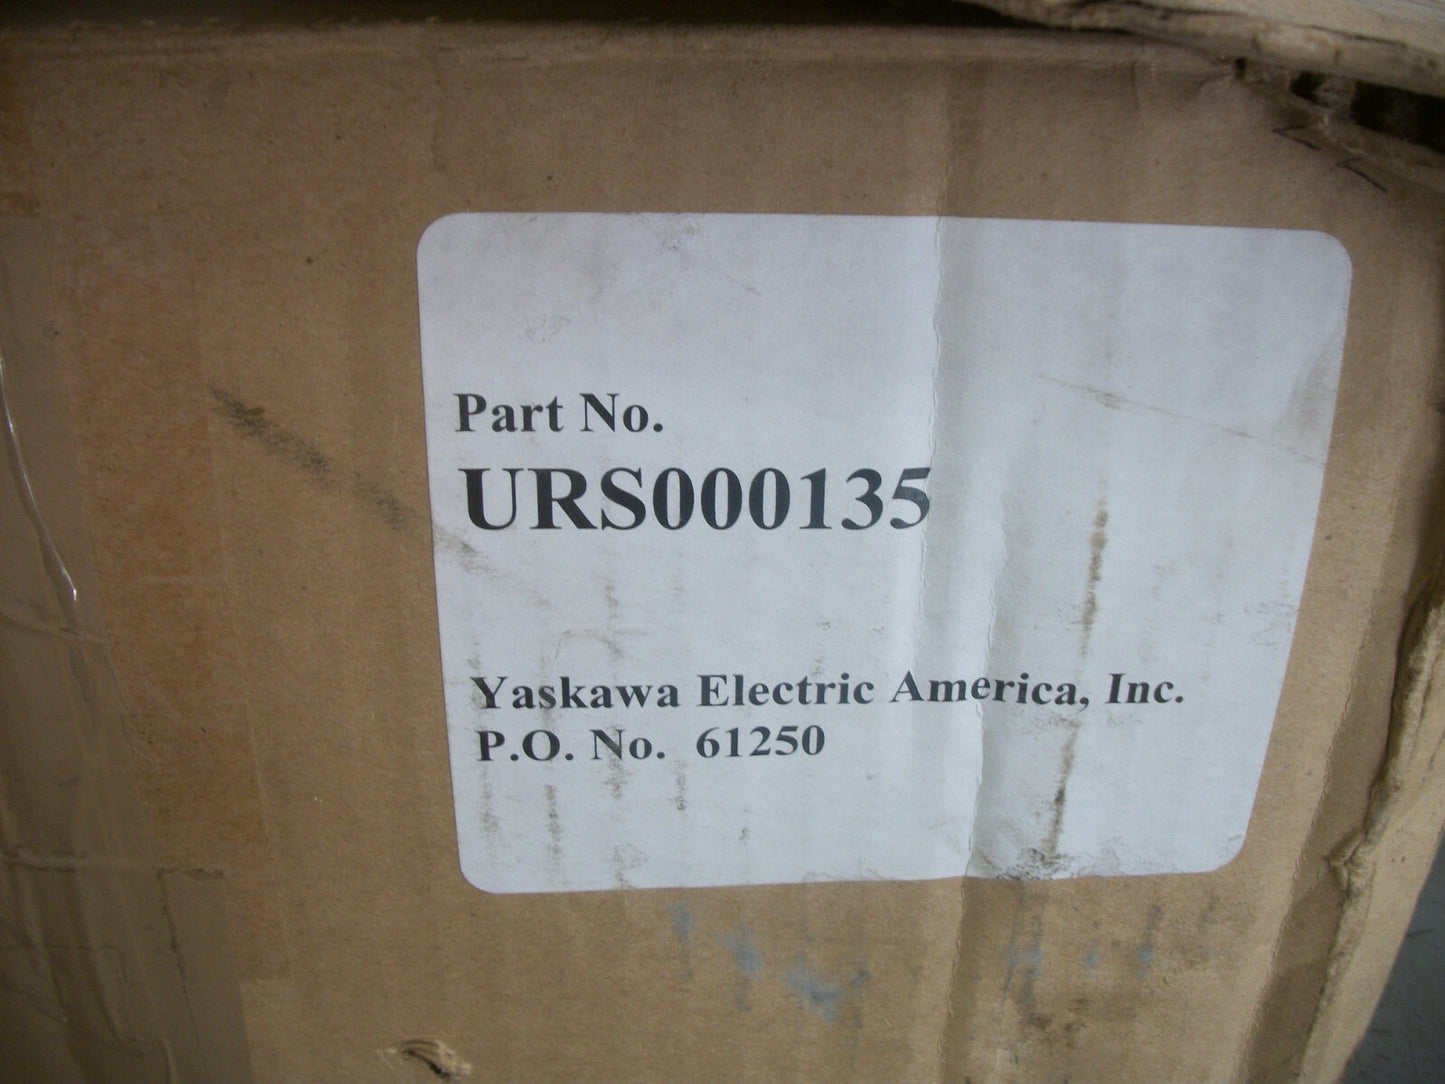 Part No.
URS000135
Yaskawa Electric America, Inc.
P.O. No. 61250